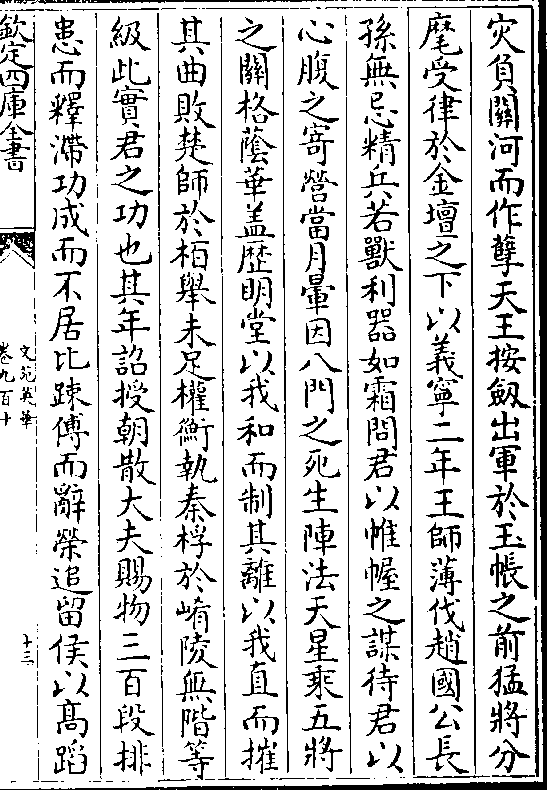 灾負關河而作孽天王按劔出軍於玉帳之前猛將分
麾受律於金壇之下以義寧二年王師薄伐趙國公長
孫無忌精兵若獸利器如霜問君以帷幄之謀待君以
心腹之寄營當月暈因八門之死生陣法天星乘五將
之關格蔭華盖歴明堂以我和而制其離以我直而摧
其曲敗楚師於栢舉未足權衡執秦桴於崤陵無階等
級此實君之功也其年詔授朝散大夫賜物三百段排
患而釋滯功成而不居比踈傅而辭榮追留侯以髙蹈
欽定四庫全書
文苑英華
卷九百十
十三